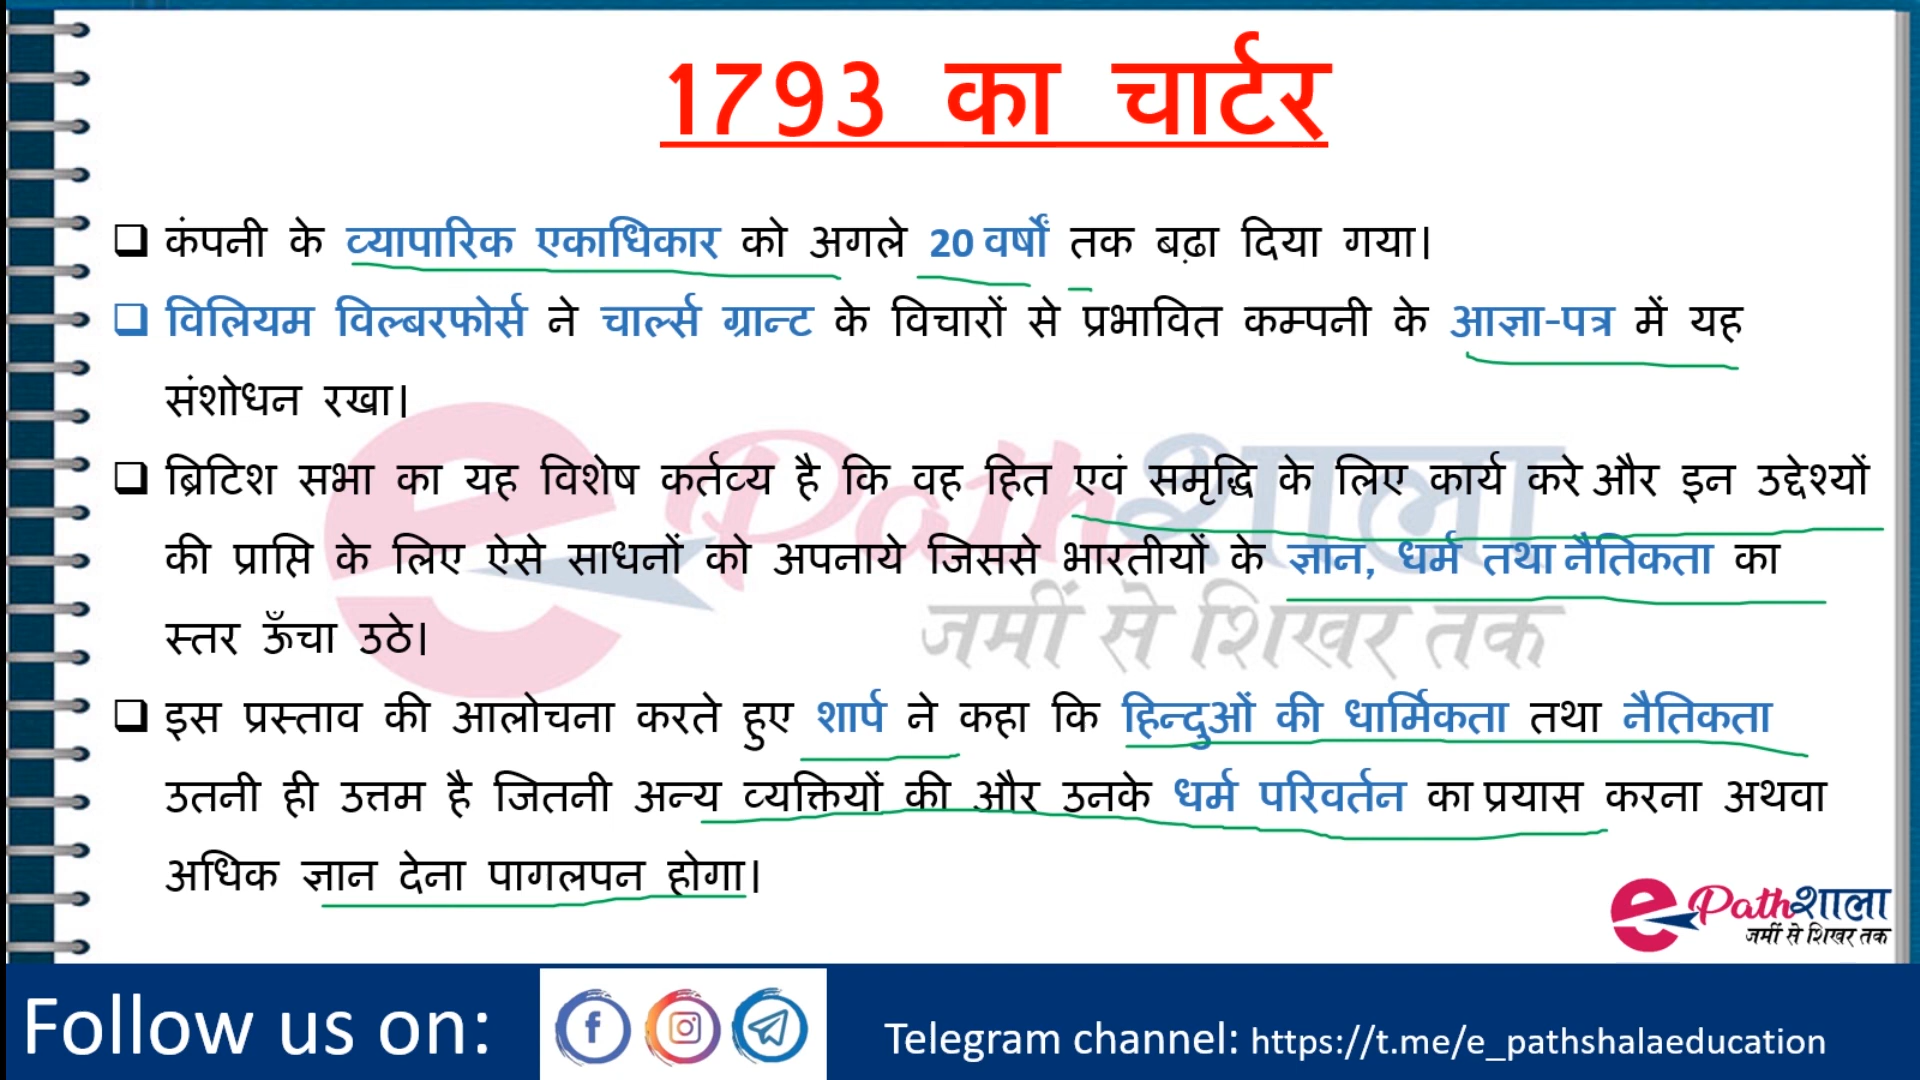 1793 का चार्टर
कंपनी के व्यापारिक एकाधिकार को अगले 20 वर्षों तक बढ़ा दिया गया।
विलियम विल्बरफोर्स ने चार्ल्स ग्रान्ट के विचारों से प्रभावित कम्पनी के आज्ञा-पत्र में यह
संशोधन रखा।
ब्रिटिश सभा का यह विशेष कर्तव्य है कि वह हित एवं समृद्धि के लिए कार्य करे और इन उद्देश्यों
की प्राप्ति के लिए ऐसे साधनों को अपनाये जिससे भारतीयों के ज्ञान, धर्म तथा नैतिकता का
स्तर ऊँचा उठे।
इस प्रस्ताव की आलोचना करते हुए शार्प ने कहा कि हिन्दुओं की धार्मिकता तथा नैतिकता
उतनी ही उत्तम है जितनी अन्य व्यक्तियों की और उनके धर्म परिवर्तन का प्रयास करना अथवा
अधिक ज्ञान देना पागलपन होगा।
ePathशाला
जमीं से शिखर तक
ePathशाला
जमीं से शिखर तक
Follow us on:
Telegram channel: https://t.me/e_pathshalaeducation